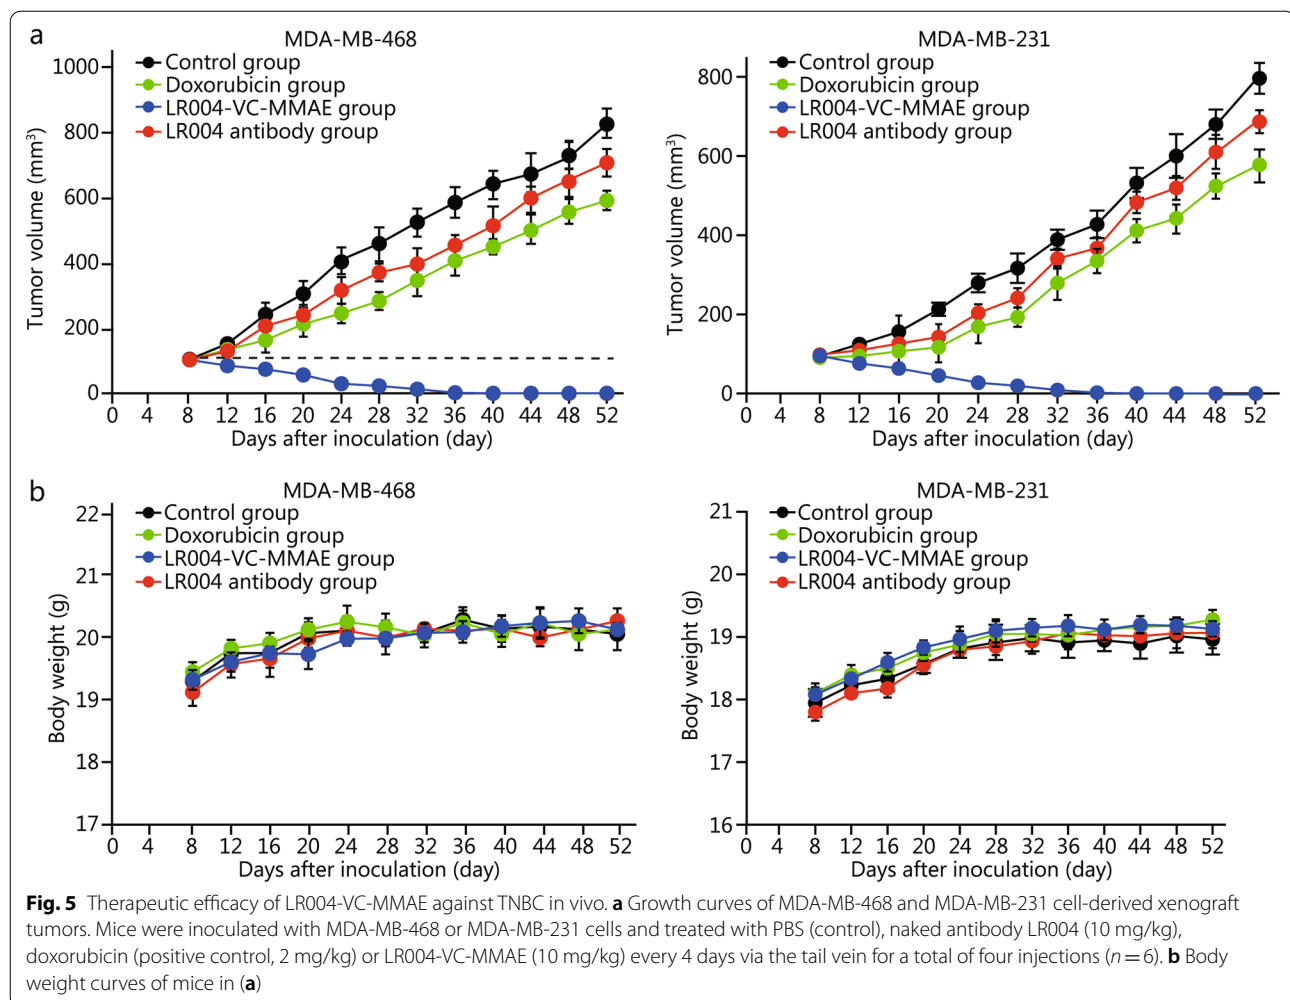 a
MDA-MB-468
Control group
Doxorubicin group
LR004-VC-MMAE group
LR004 antibody group
Tumor volume (mm³)
1000
800
600
400
200
0
0 4 8 12 16 20 24 28 32 36 40 44 48 52
Days after inoculation (day)
MDA-MB-231
Control group
Doxorubicin group
LR004-VC-MMAE group
LR004 antibody group
Tumor volume (mm³)
800
600
400
200
0
0 4 8 12 16 20 24 28 32 36 40 44 48 52
Days after inoculation (day)
b
MDA-MB-468
Control group
Doxorubicin group
LR004-VC-MMAE group
LR004 antibody group
Body weight (g)
22
21
20
19
18
17
0 4 8 12 16 20 24 28 32 36 40 44 48 52
Days after inoculation (day)
MDA-MB-231
Control group
Doxorubicin group
LR004-VC-MMAE group
LR004 antibody group
Body weight (g)
21
20
19
18
17
16
0 4 8 12 16 20 24 28 32 36 40 44 48 52
Days after inoculation (day)
Fig. 5 Therapeutic efficacy of LR004-VC-MMAE against TNBC in vivo. a Growth curves of MDA-MB-468 and MDA-MB-231 cell-derived xenograft
tumors. Mice were inoculated with MDA-MB-468 or MDA-MB-231 cells and treated with PBS (control), naked antibody LR004 (10 mg/kg),
doxorubicin (positive control, 2 mg/kg) or LR004-VC-MMAE (10 mg/kg) every 4 days via the tail vein for a total of four injections (n = 6). b Body
weight curves of mice in (a)